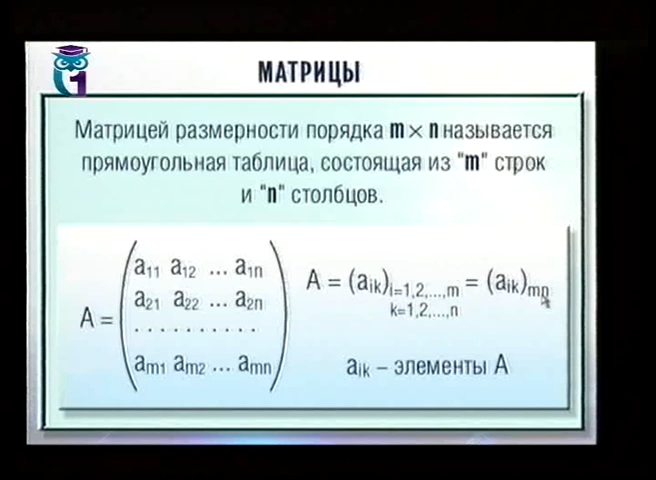 1
МАТРИЦЫ
Матрицей размерности порядка m × n называется
прямоугольная таблица, состоящая из "m" строк
и "n" столбцов.
a11 a12 ... a1n
a21 a22 ... a2n
A = ( . . . . . . . . . . )
am1 am2 ... amn
A = (aik)i=1,2,...,m = (aik)mn
k=1,2,...,n
aik – элементы A